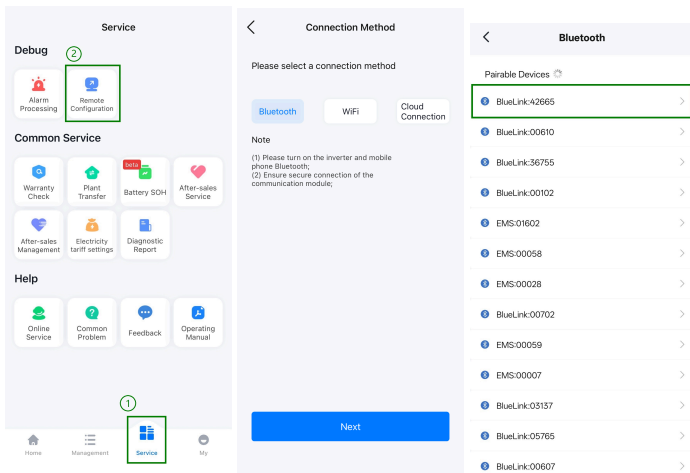 Service
Debug
②
Alarm
Processing
Remote
Configuration
Common Service
Warranty
Check
Plant
Transfer
beta
Battery SOH
After-sales
Service
After-sales
Management
Electricity
tariff settings
Diagnostic
Report
Help
Online
Service
Common
Problem
Feedback
Operating
Manual
①
Home
Management
Service
My
Connection Method
Please select a connection method
Bluetooth
WiFi
Cloud
Connection
Note
(1) Please turn on the inverter and mobile
phone Bluetooth;
(2) Ensure secure connection of the
communication module;
Next
Bluetooth
Pairable Devices
BlueLink:42665
BlueLink:00610
BlueLink:36755
BlueLink:00102
EMS:01602
EMS:00058
EMS:00028
BlueLink:00702
EMS:00059
EMS:00007
BlueLink:03137
BlueLink:05765
BlueLink:00607